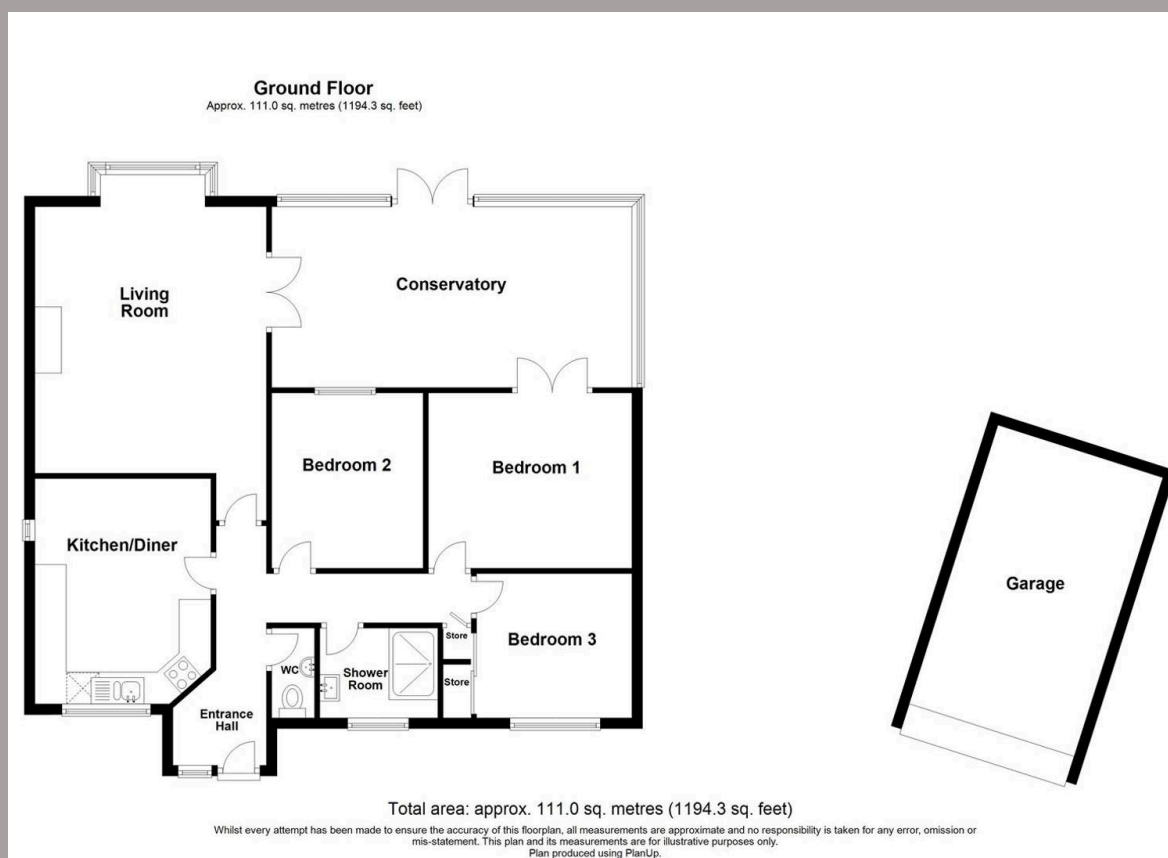 Ground Floor
Approx. 111.0 sq. metres (1194.3 sq. feet)
Living
Room
Conservatory
Bedroom 2
Bedroom 1
Kitchen/Diner
Garage
Bedroom 3
Store
WC
Shower
Room
Store
Entrance
Hall
Total area: approx. 111.0 sq. metres (1194.3 sq. feet)
Whilst every attempt has been made to ensure the accuracy of this floorplan, all measurements are approximate and no responsibility is taken for any error, omission or
mis-statement. This plan and its measurements are for illustrative purposes only.
Plan produced using PlanUp.